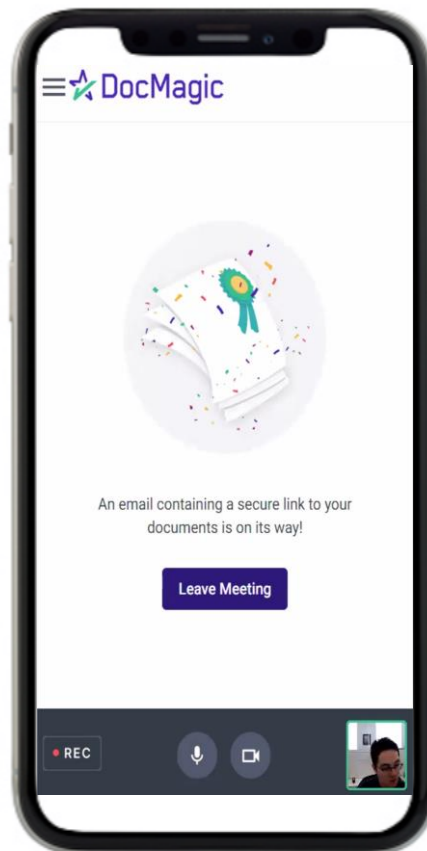 DocMagic
An email containing a secure link to your
documents is on its way!
Leave Meeting
REC